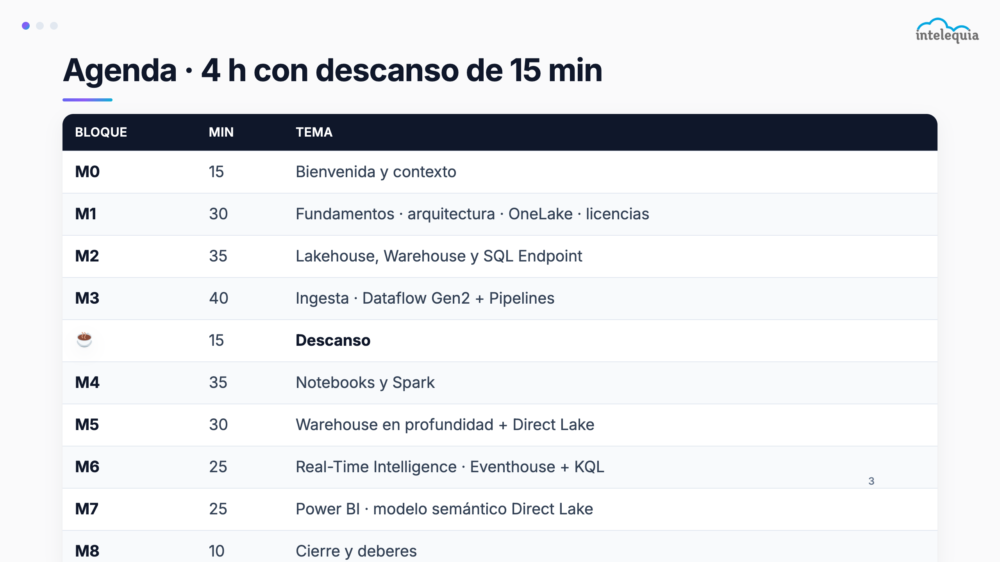 intelequia
Agenda · 4 h con descanso de 15 min
BLOQUE MIN TEMA
M0 15 Bienvenida y contexto
M1 30 Fundamentos · arquitectura · OneLake · licencias
M2 35 Lakehouse, Warehouse y SQL Endpoint
M3 40 Ingesta · Dataflow Gen2 + Pipelines
15 Descanso
M4 35 Notebooks y Spark
M5 30 Warehouse en profundidad + Direct Lake
M6 25 Real-Time Intelligence · Eventhouse + KQL
3
M7 25 Power BI · modelo semántico Direct Lake
M8 10 Cierre y deberes